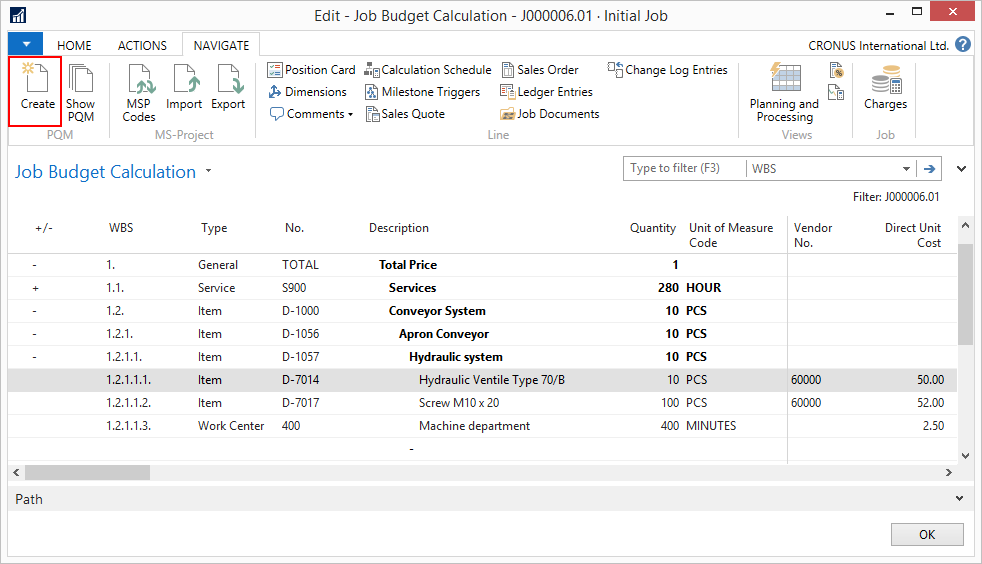 Edit - Job Budget Calculation - J000006.01 · Initial Job
HOME ACTIONS NAVIGATE CRONUS International Ltd. ?
Create
Show PQM
PQM
MSP Codes
Import
Export
MS-Project
Position Card Calculation Schedule Sales Order Change Log Entries
Dimensions Milestone Triggers Ledger Entries
Comments Sales Quote Job Documents
Line
Planning and Processing
Views
Charges
Job
Job Budget Calculation
Type to filter (F3) WBS
Filter: J000006.01
+/- WBS Type No. Description Quantity Unit of Measure Code Vendor No. Direct Unit Cost
- 1. General TOTAL Total Price 1
+ 1.1. Service S900 Services 280 HOUR
- 1.2. Item D-1000 Conveyor System 10 PCS
- 1.2.1. Item D-1056 Apron Conveyor 10 PCS
- 1.2.1.1. Item D-1057 Hydraulic system 10 PCS
1.2.1.1.1. Item D-7014 Hydraulic Ventile Type 70/B 10 PCS 60000 50.00
1.2.1.1.2. Item D-7017 Screw M10 x 20 100 PCS 60000 52.00
1.2.1.1.3. Work Center 400 Machine department 400 MINUTES 2.50
-
Path
OK